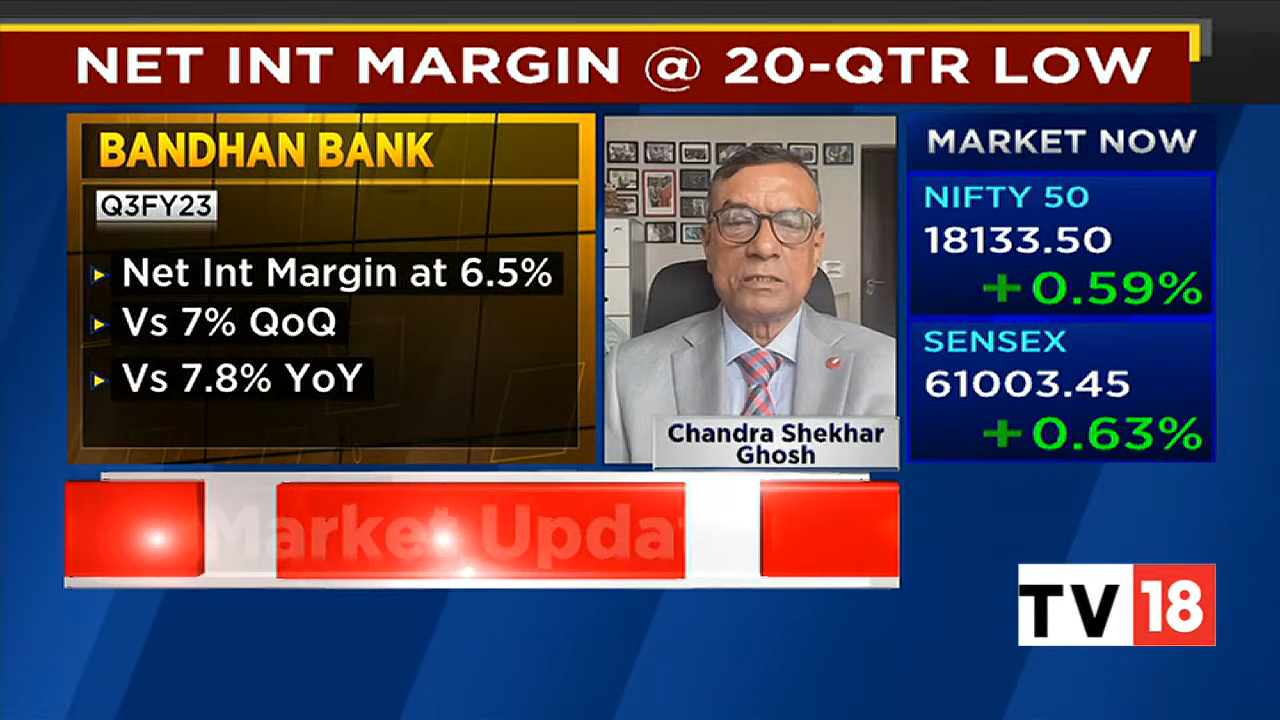 NET INT MARGIN @ 20-QTR LOW
BANDHAN BANK
Q3FY23
Net Int Margin at 6.5%
Vs 7% QoQ
Vs 7.8% YoY
Chandra Shekhar
Ghosh
MARKET NOW
NIFTY 50
18133.50
+0.59%
SENSEX
61003.45
+0.63%
Market Updat
TV18